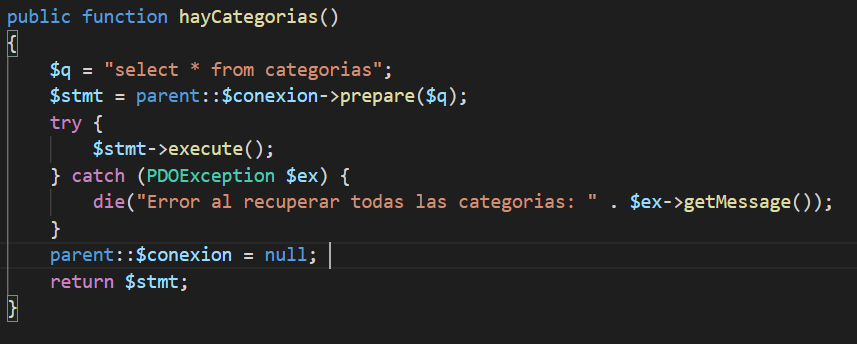 public function hayCategorias()
{
    $q = "select * from categorias";
    $stmt = parent::$conexion->prepare($q);
    try {
        $stmt->execute();
    } catch (PDOException $ex) {
        die("Error al recuperar todas las categorias: " . $ex->getMessage());
    }
    parent::$conexion = null;
    return $stmt;
}